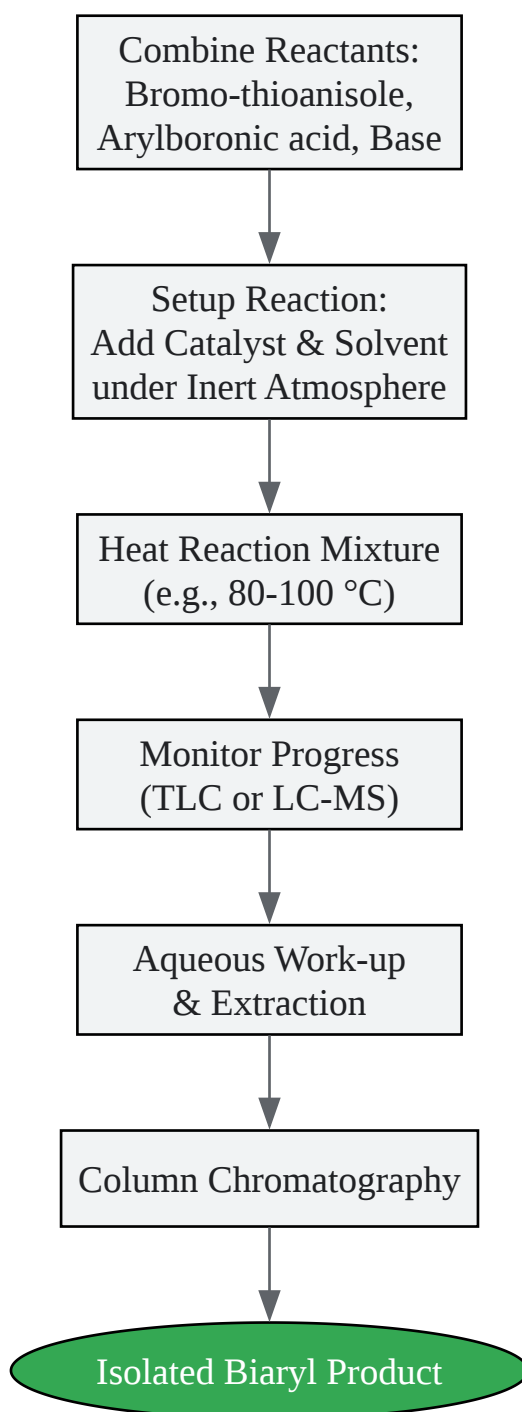 Combine Reactants:
Bromo-thioanisole,
Arylboronic acid, Base
Setup Reaction:
Add Catalyst & Solvent
under Inert Atmosphere
Heat Reaction Mixture
(e.g., 80-100 °C)
Monitor Progress
(TLC or LC-MS)
Aqueous Work-up
& Extraction
Column Chromatography
Isolated Biaryl Product